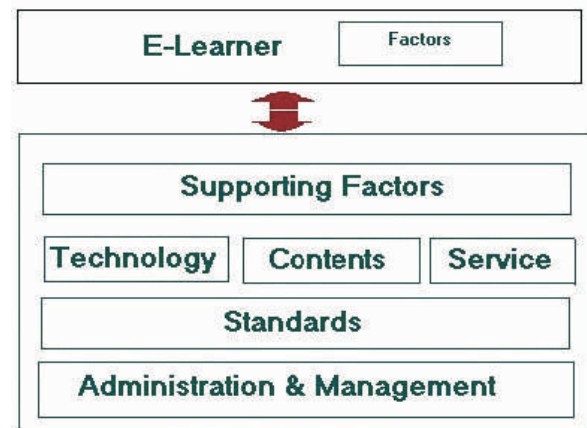 E-Learner Factors
Supporting Factors
Technology Contents Service
Standards
Administration & Management